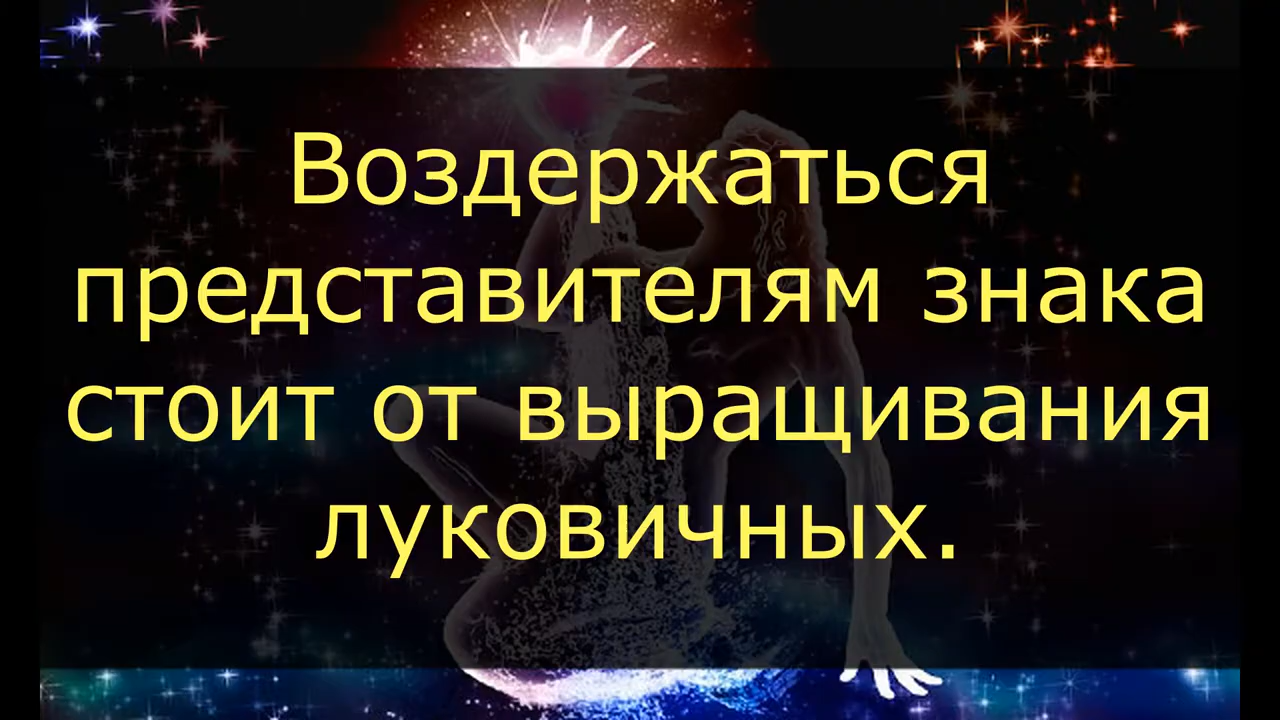 Воздержаться
представителям знака
стоит от выращивания
луковичных.